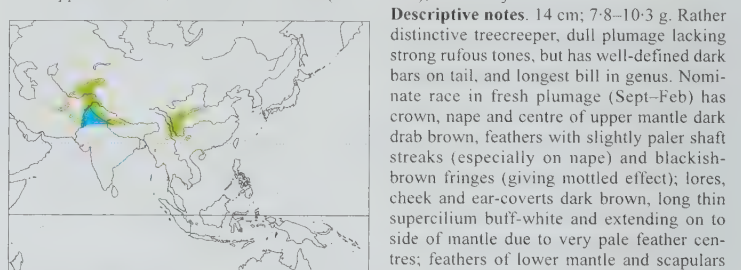 Descriptive notes. 14 cm; 7·8–10·3 g. Rather
distinctive treecreeper, dull plumage lacking
strong rufous tones, but has well-defined dark
bars on tail, and longest bill in genus. Nomi-
nate race in fresh plumage (Sept–Feb) has
crown, nape and centre of upper mantle dark
drab brown, feathers with slightly paler shaft
streaks (especially on nape) and blackish-
brown fringes (giving mottled effect); lores,
cheek and ear-coverts dark brown, long thin
supercilium buff-white and extending on to
side of mantle due to very pale feather cen-
tres; feathers of lower mantle and scapulars